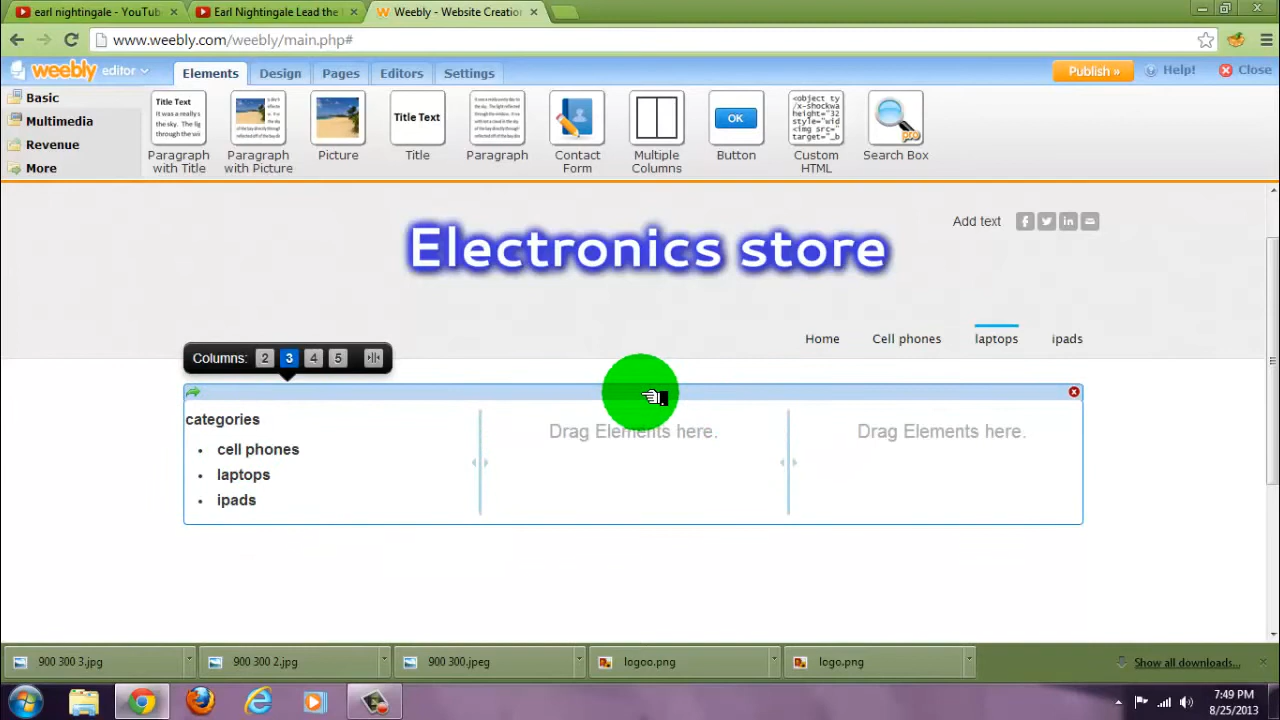 earl nightingale - YouTub
Earl Nightingale Lead the
Weebly - Website Creatio
www.weebly.com/weebly/main.php#
weebly editor
Elements
Design
Pages
Editors
Settings
Publish »
Help!
Close
Basic
Multimedia
Revenue
More
Title Text
Paragraph with Title
Paragraph with Picture
Picture
Title Text
Title
Paragraph
Contact Form
Multiple Columns
OK
Button
Custom HTML
pro
Search Box
Add text
Electronics store
Home
Cell phones
laptops
ipads
Columns: 2 3 4 5
categories
• cell phones
• laptops
• ipads
Drag Elements here.
Drag Elements here.
900 300 3.jpg
900 300 2.jpg
900 300.jpeg
logoo.png
logo.png
Show all downloads...
7:49 PM
8/25/2013